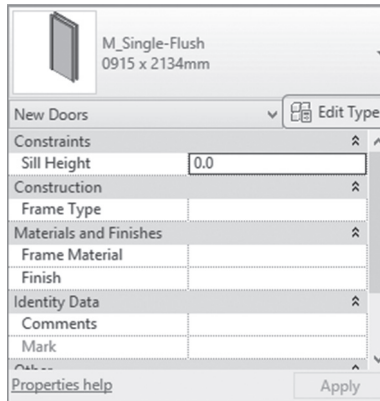 M_Single-Flush
0915 x 2134mm
New Doors Edit Type
Constraints
Sill Height 0.0
Construction
Frame Type
Materials and Finishes
Frame Material
Finish
Identity Data
Comments
Mark
Other
Properties help Apply